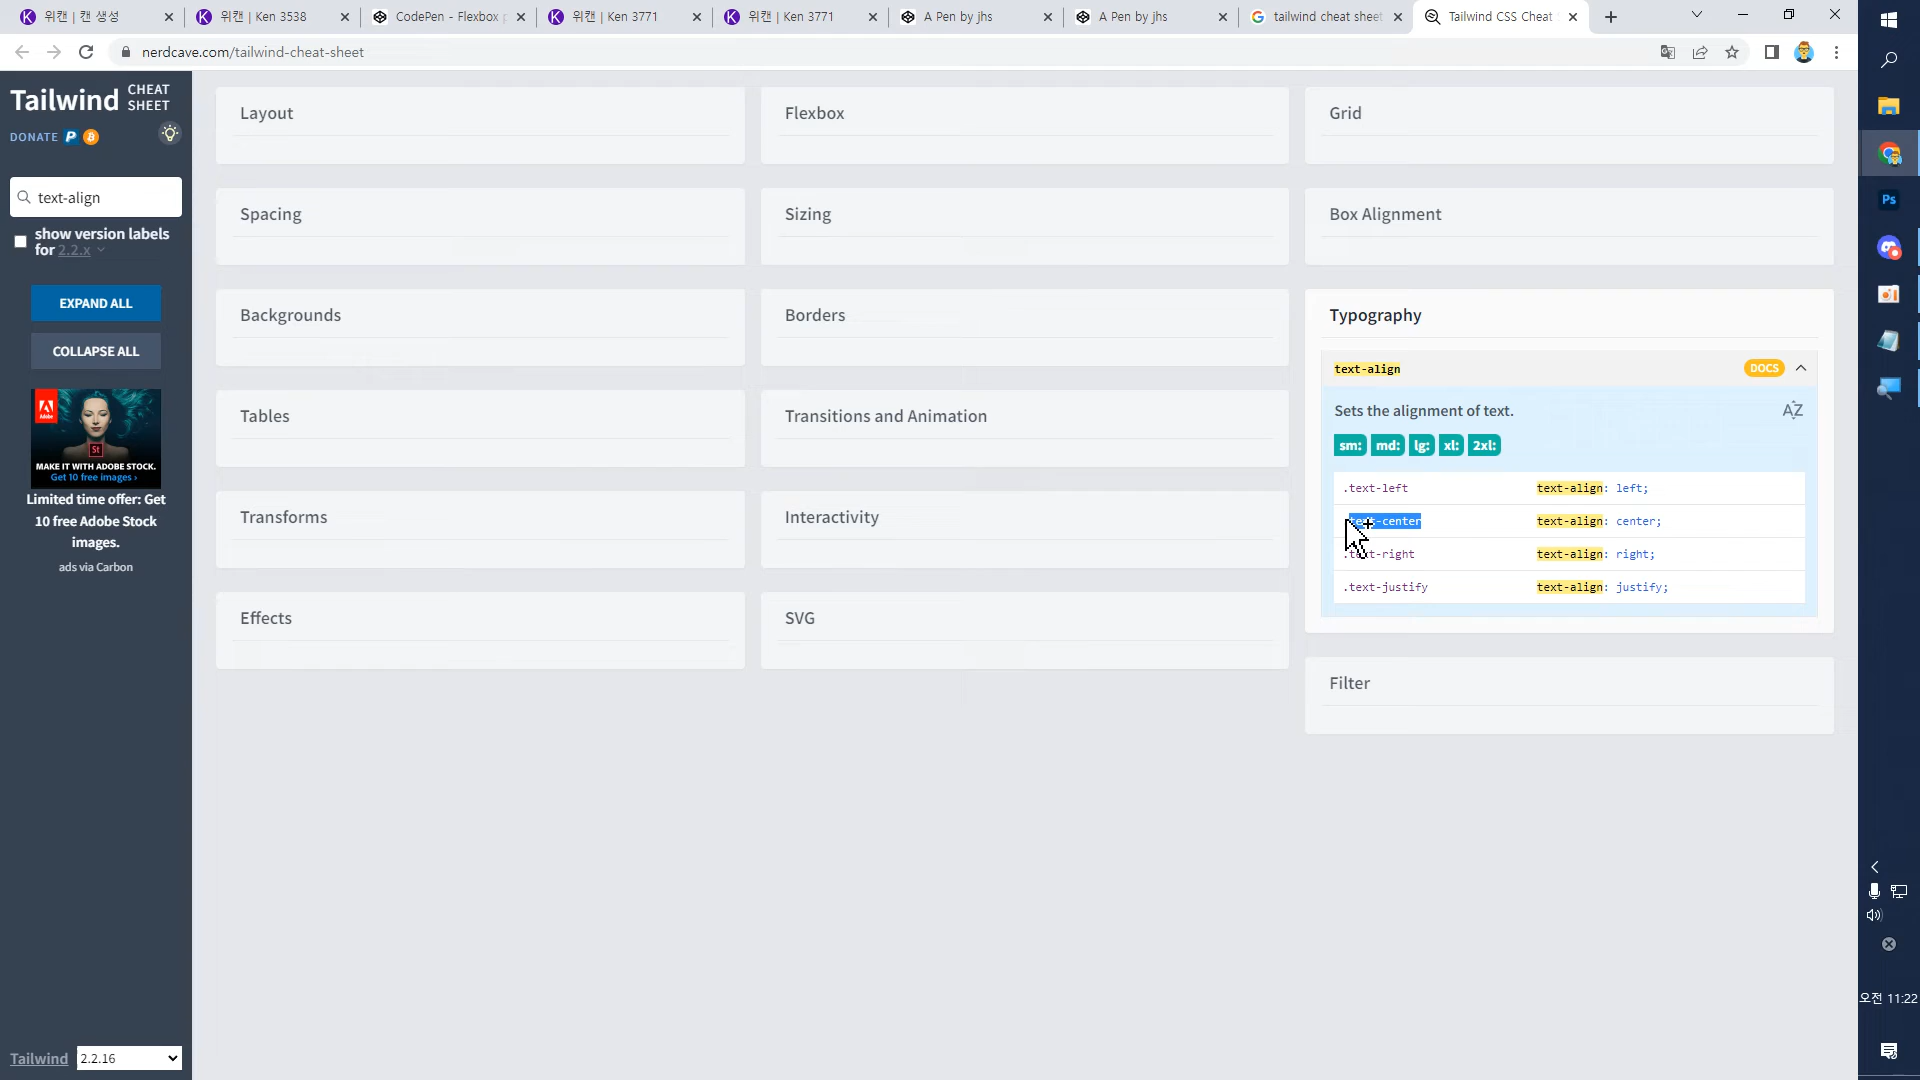 위캔 | 캔 생성
위캔 | Ken 3538
CodePen - Flexbox
위캔 | Ken 3771
위캔 | Ken 3771
A Pen by jhs
A Pen by jhs
tailwind cheat sheet
Tailwind CSS Cheat
nerdcave.com/tailwind-cheat-sheet
Tailwind CHEAT SHEET
DONATE
text-align
show version labels
for 2.2.x
EXPAND ALL
COLLAPSE ALL
Adobe
St
MAKE IT WITH ADOBE STOCK.
Get 10 free images ›
Limited time offer: Get
10 free Adobe Stock
images.
ads via Carbon
Tailwind 2.2.16
Layout
Flexbox
Grid
Spacing
Sizing
Box Alignment
Backgrounds
Borders
Typography
text-align DOCS
Sets the alignment of text. AZ
sm: md: lg: xl: 2xl:
.text-left text-align: left;
text-center text-align: center;
.text-right text-align: right;
.text-justify text-align: justify;
Tables
Transitions and Animation
Transforms
Interactivity
Effects
SVG
Filter
Ps
오전 11:22